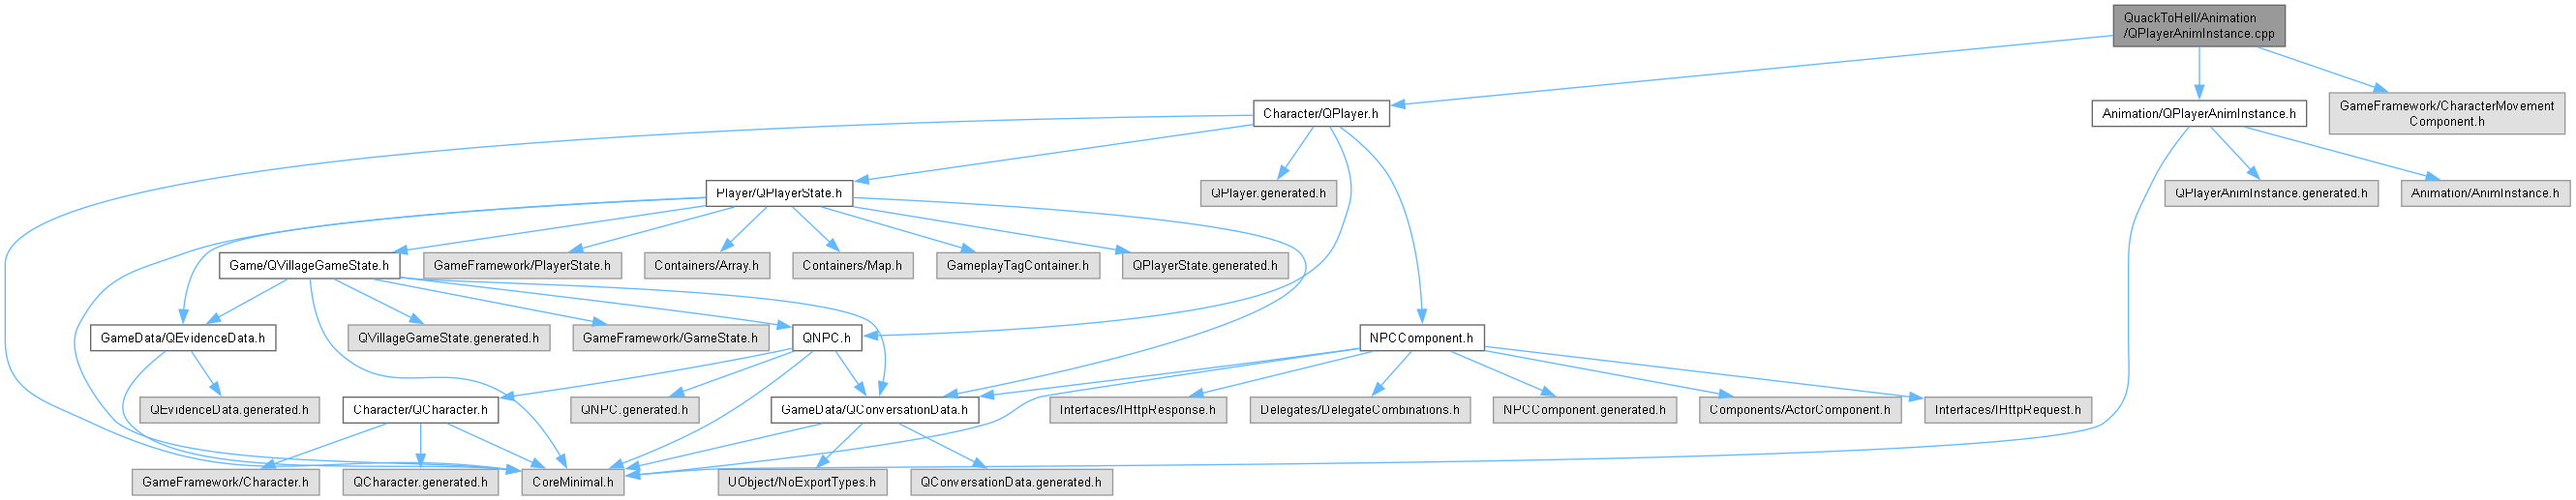 QuackToHell/Animation
/QPlayerAnimInstance.cpp
Character/QPlayer.h
Animation/QPlayerAnimInstance.h
GameFramework/CharacterMovement
Component.h
Player/QPlayerState.h
QPlayer.generated.h
QPlayerAnimInstance.generated.h
Animation/AnimInstance.h
Game/QVillageGameState.h
GameFramework/PlayerState.h
Containers/Array.h
Containers/Map.h
GameplayTagContainer.h
QPlayerState.generated.h
GameData/QEvidenceData.h
QVillageGameState.generated.h
GameFramework/GameState.h
QNPC.h
NPCComponent.h
QEvidenceData.generated.h
Character/QCharacter.h
QNPC.generated.h
GameData/QConversationData.h
Interfaces/IHttpResponse.h
Delegates/DelegateCombinations.h
NPCComponent.generated.h
Components/ActorComponent.h
Interfaces/IHttpRequest.h
GameFramework/Character.h
QCharacter.generated.h
CoreMinimal.h
UObject/NoExportTypes.h
QConversationData.generated.h